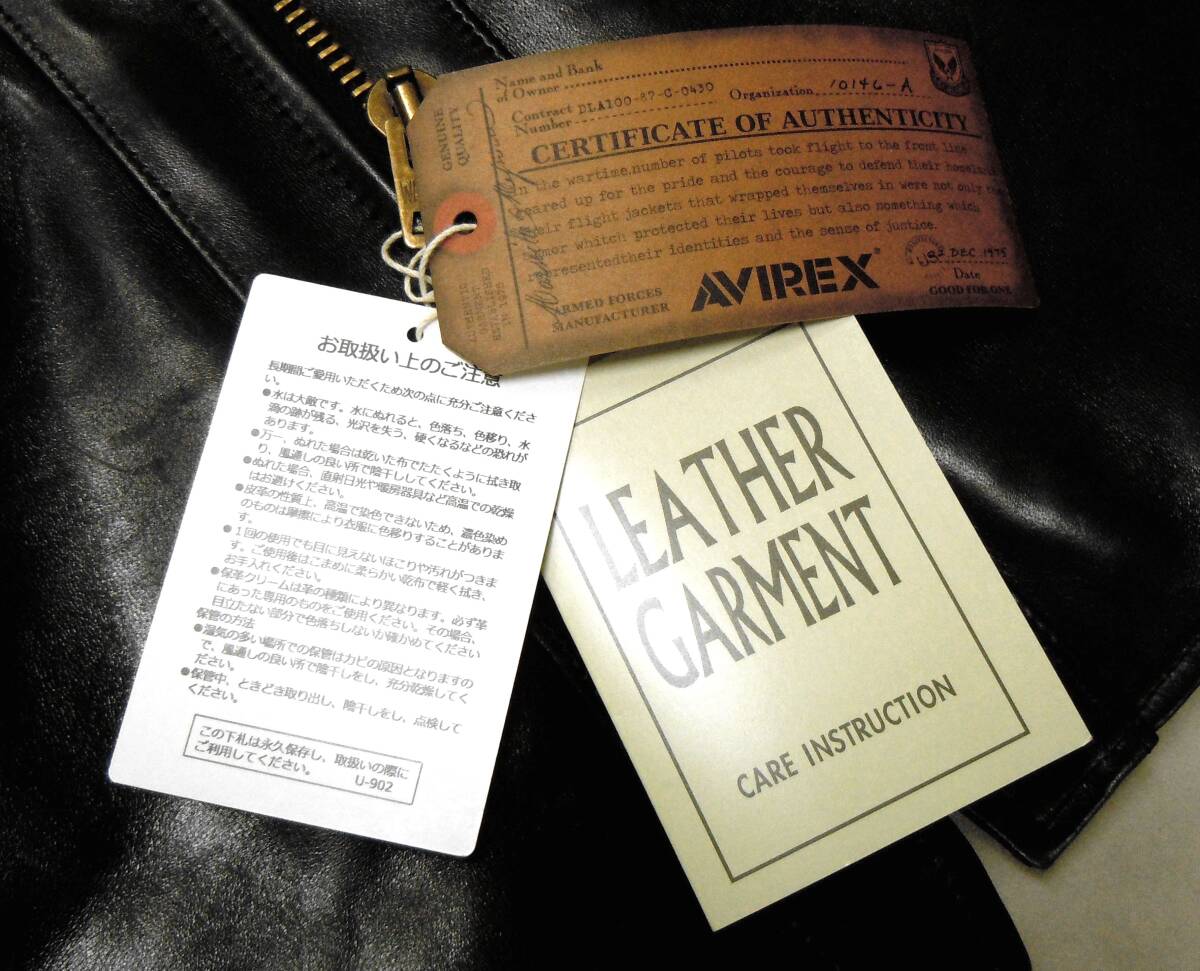 Name and Bank
of Owner
Contract
Number DLA100-87-C-0430 Organization 10146-A
CERTIFICATE OF AUTHENTICITY
In the wartime, number of pilots took flight to the front line
eared up for the pride and the courage to defend their homeland
eir flight jackets that wrapped themselves in were not only the
mor whitch protected their lives but also something which
representedtheir identities and the sense of justice.
GENUINE
QUALITY
ARMED FORCES
MANUFACTURER
AVIREX
DEC 1975
Date
GOOD FOR ONE
IN 1975
お取扱い上のご注意
長期間ご愛用いただくため次の点に充分ご注意くださ
い。
●水は大敵です。水にぬれると、色落ち、色移り、水
滴の跡が残る、光沢を失う、硬くなるなどの恐れが
あります。
●万一、ぬれた場合は乾いた布でたたくように拭き取
り、風通しの良い所で陰干ししてください。
●ぬれた場合、直射日光や暖房器具など高温での乾燥
はお避けください。
●皮革の性質上、高温で染色できないため、濃色染め
のものは摩擦により衣服に色移りすることがありま
す。
●1回の使用でも目に見えないほこりや汚れがつきま
す。ご使用後はこまめに柔らかい乾布で軽く拭き、
お手入れください。
●保革クリームは革の種類により異なります。必ず革
にあった専用のものをご使用ください。その場合、
目立たない部分で色落ちしないか確かめてください
保管の方法
●湿気の多い場所での保管はカビの原因となりますの
で、風通しの良い所で陰干しをし、充分乾燥してく
ださい。
●保管中、ときどき取り出し、陰干しをし、点検して
ください。
この下札は永久保存し、取扱いの際に
ご利用してください。
U-902
LEATHER
GARMENT
CARE INSTRUCTION